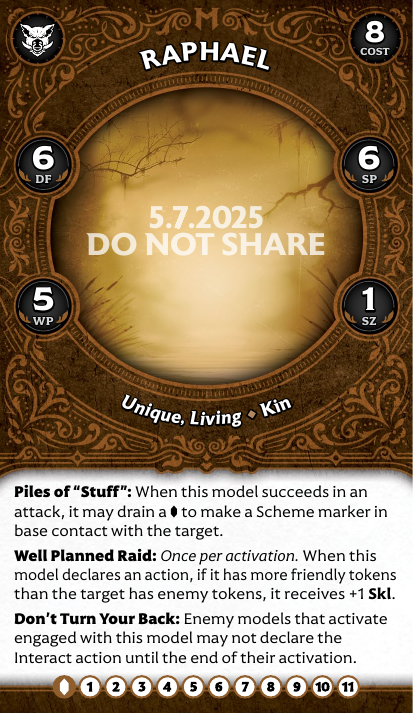 M
RAPHAEL
8
COST
6
DF
6
SP
5.7.2025
DO NOT SHARE
5
WP
1
SZ
Unique, Living ◆ Kin
Piles of “Stuff”: When this model succeeds in an
attack, it may drain a to make a Scheme marker in
base contact with the target.
Well Planned Raid: Once per activation. When this
model declares an action, if it has more friendly tokens
than the target has enemy tokens, it receives +1 Skl.
Don’t Turn Your Back: Enemy models that activate
engaged with this model may not declare the
Interact action until the end of their activation.
1 2 3 4 5 6 7 8 9 10 11